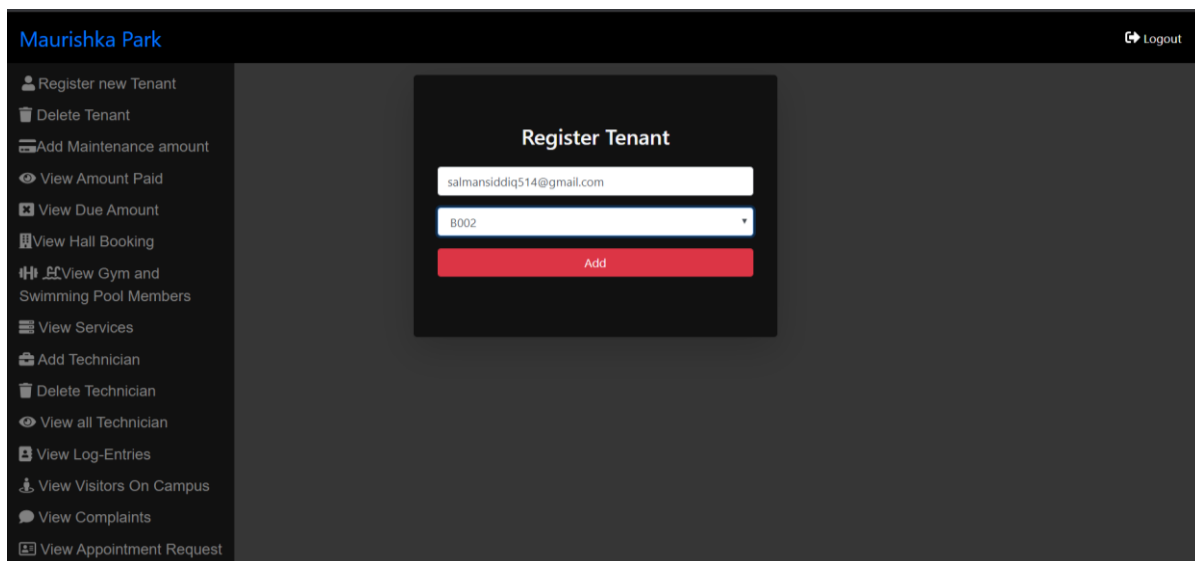 Maurishka Park
Logout
Register new Tenant
Delete Tenant
Add Maintenance amount
View Amount Paid
View Due Amount
View Hall Booking
View Gym and
Swimming Pool Members
View Services
Add Technician
Delete Technician
View all Technician
View Log-Entries
View Visitors On Campus
View Complaints
View Appointment Request
Register Tenant
salmansiddiq514@gmail.com
B002
Add